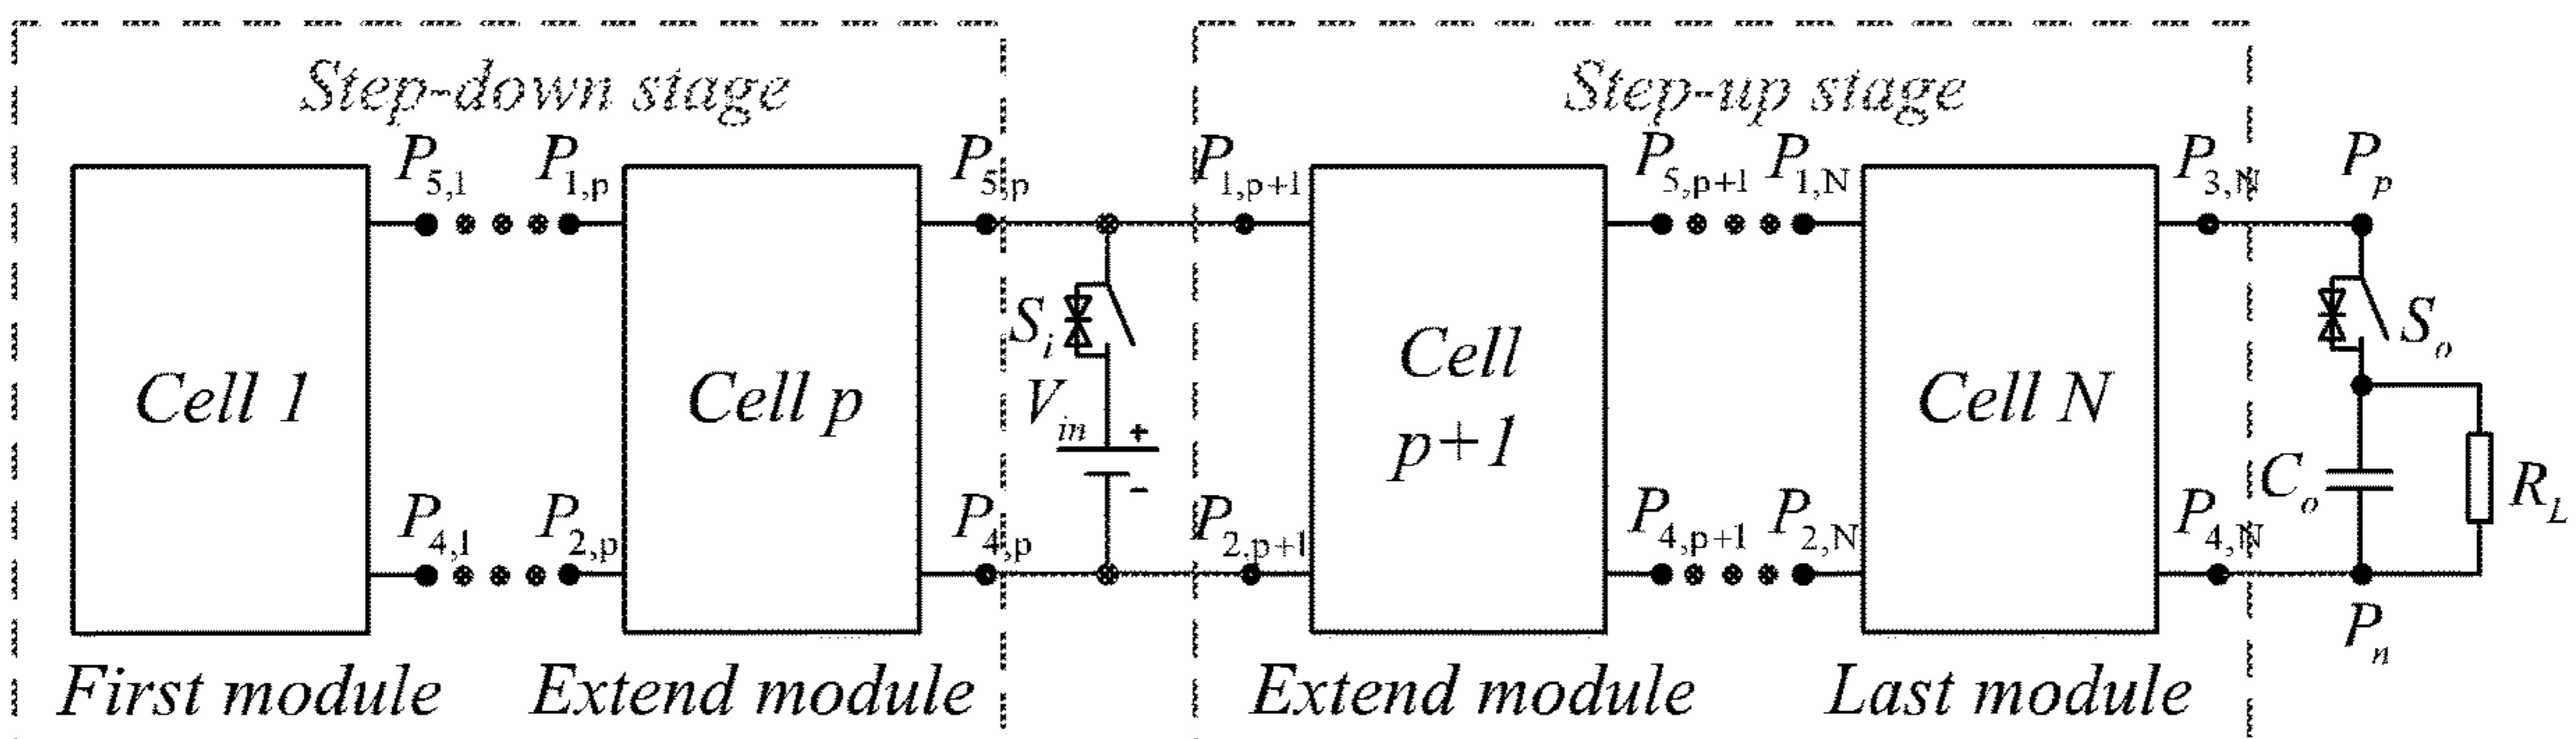 Step-down stage
Step-up stage
P5,1
P1,p
P5,p
P1,p+1
P5,p+1
P1,N
P3,N
Pp
Cell 1
Cell p
Si
Vin
+
-
Cell
p+1
Cell N
So
Co
RL
P4,1
P2,p
P4,p
P2,p+1
P4,p+1
P2,N
P4,N
Pn
First module
Extend module
Extend module
Last module